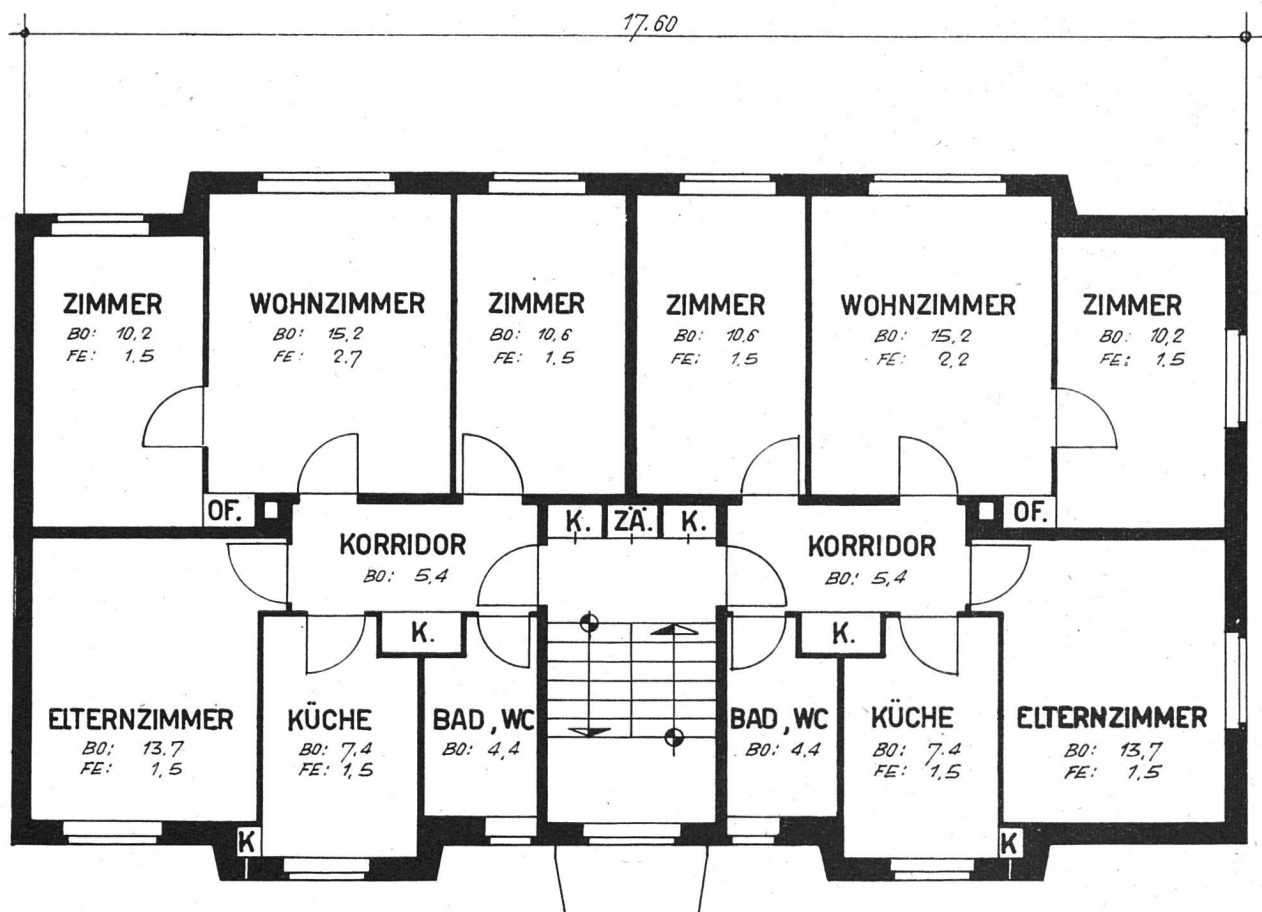 17.60
ZIMMER
BO: 10,2
FE: 1.5
WOHNZIMMER
BO: 15,2
FE: 2.7
ZIMMER
BO: 10,6
FE: 1.5
ZIMMER
BO: 10,6
FE: 1.5
WOHNZIMMER
BO: 15,2
FE: 2.2
ZIMMER
BO: 10,2
FE: 1.5
OF.
K.
ZÄ.
K.
OF.
KORRIDOR
BO: 5,4
KORRIDOR
BO: 5,4
K.
K.
ELTERNZIMMER
BO: 13,7
FE: 1,5
KÜCHE
BO: 7,4
FE: 1,5
BAD, WC
BO: 4,4
BAD, WC
BO: 4,4
KÜCHE
BO: 7.4
FE: 1,5
ELTERNZIMMER
BO: 13,7
FE: 1,5
K
K